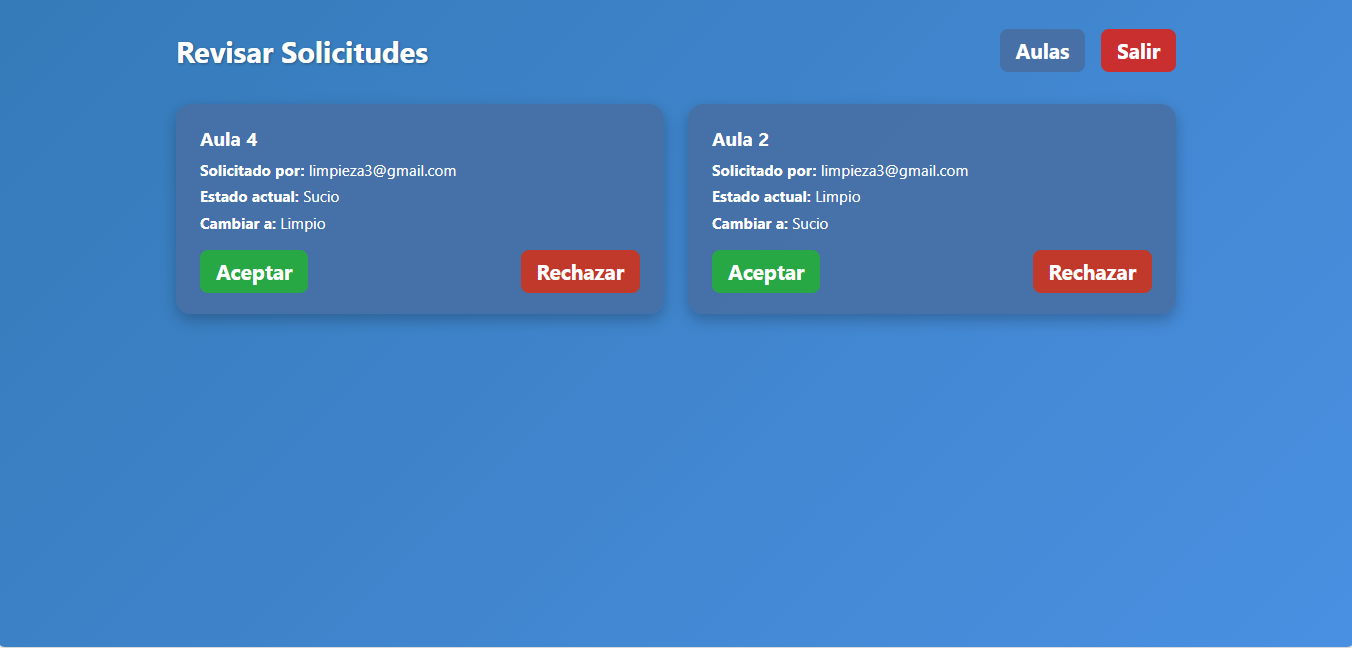 Revisar Solicitudes
Aulas
Salir
Aula 4
Solicitado por: limpieza3@gmail.com
Estado actual: Sucio
Cambiar a: Limpio
Aceptar
Rechazar
Aula 2
Solicitado por: limpieza3@gmail.com
Estado actual: Limpio
Cambiar a: Sucio
Aceptar
Rechazar